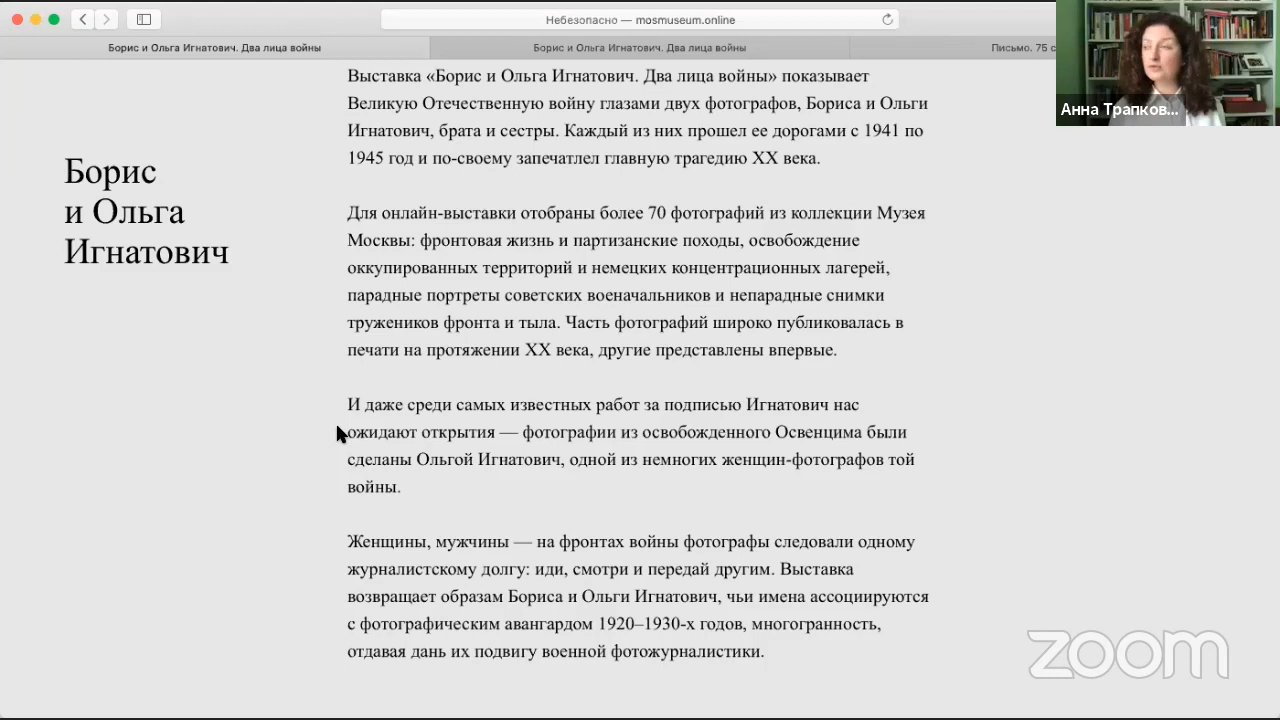 Небезопасно — mosmuseum.online
Борис и Ольга Игнатович. Два лица войны
Борис и Ольга Игнатович. Два лица войны
Письмо. 75 с
Анна Трапков...
Борис
и Ольга
Игнатович
Выставка «Борис и Ольга Игнатович. Два лица войны» показывает
Великую Отечественную войну глазами двух фотографов, Бориса и Ольги
Игнатович, брата и сестры. Каждый из них прошел ее дорогами с 1941 по
1945 год и по-своему запечатлел главную трагедию XX века.
Для онлайн-выставки отобраны более 70 фотографий из коллекции Музея
Москвы: фронтовая жизнь и партизанские походы, освобождение
оккупированных территорий и немецких концентрационных лагерей,
парадные портреты советских военачальников и непарадные снимки
тружеников фронта и тыла. Часть фотографий широко публиковалась в
печати на протяжении XX века, другие представлены впервые.
И даже среди самых известных работ за подписью Игнатович нас
ожидают открытия — фотографии из освобожденного Освенцима были
сделаны Ольгой Игнатович, одной из немногих женщин-фотографов той
войны.
Женщины, мужчины — на фронтах войны фотографы следовали одному
журналистскому долгу: иди, смотри и передай другим. Выставка
возвращает образам Бориса и Ольги Игнатович, чьи имена ассоциируются
с фотографическим авангардом 1920–1930-х годов, многогранность,
отдавая дань их подвигу военной фотожурналистики.
zoom